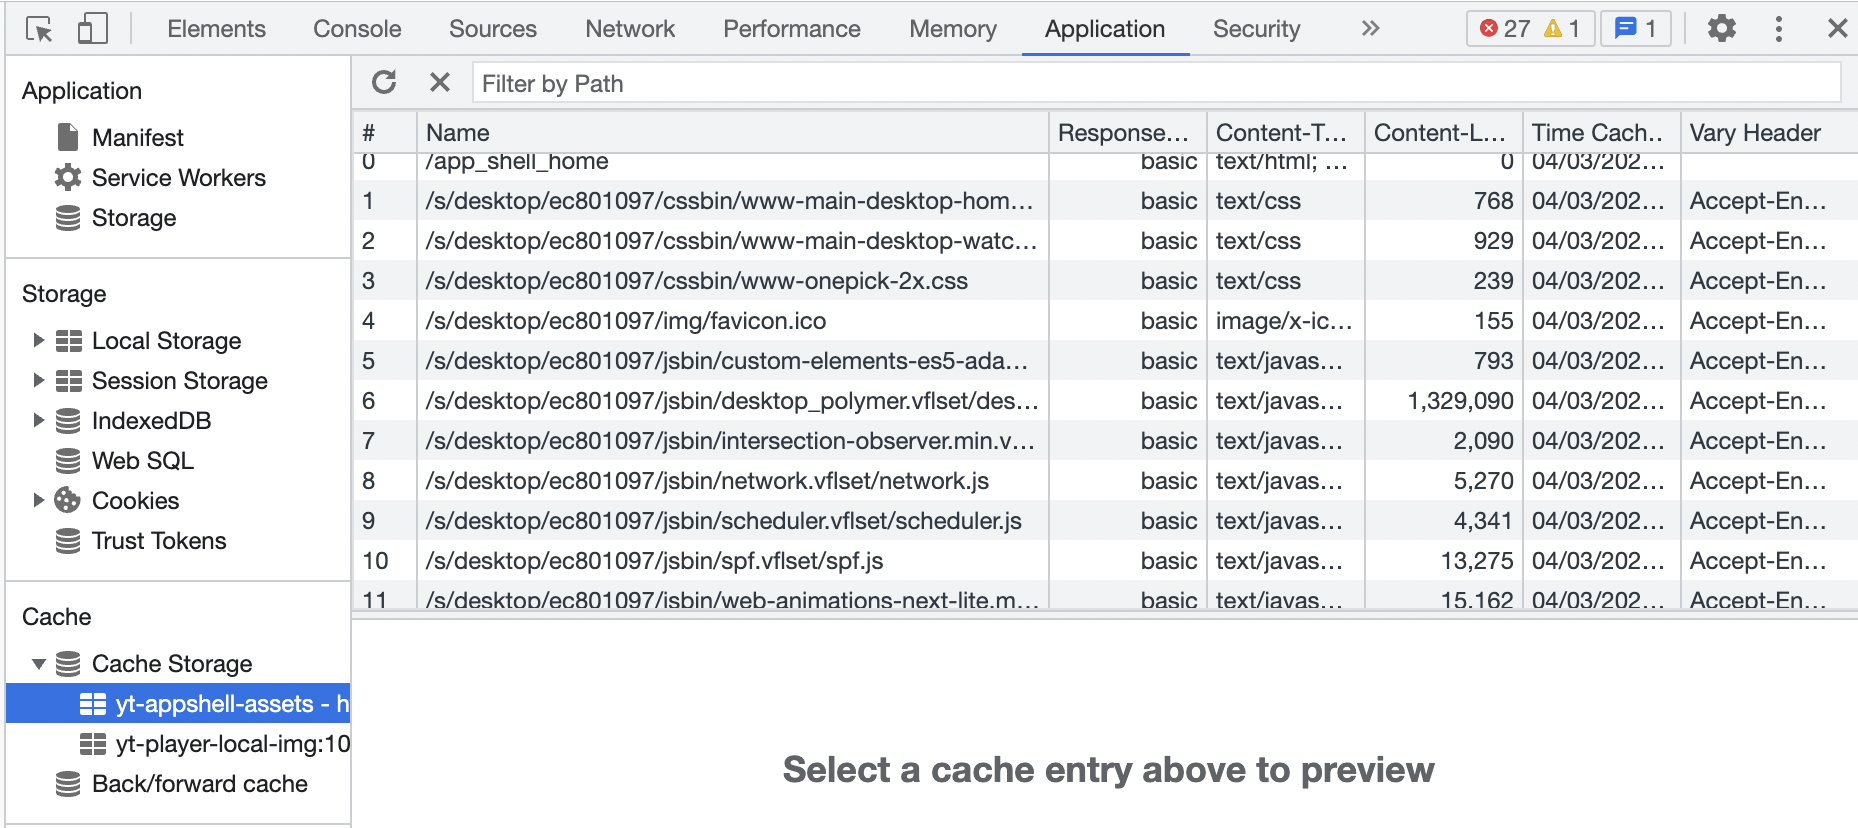 Elements Console Sources Network Performance Memory Application Security » 27 1 1
Application
Manifest
Service Workers
Storage
Storage
Local Storage
Session Storage
IndexedDB
Web SQL
Cookies
Trust Tokens
Cache
Cache Storage
yt-appshell-assets - h
yt-player-local-img:10
Back/forward cache
Filter by Path
# Name Response... Content-T... Content-L... Time Cach.. Vary Header
0 /app_shell_home basic text/html; ... 0 04/03/202...
1 /s/desktop/ec801097/cssbin/www-main-desktop-hom... basic text/css 768 04/03/202... Accept-En...
2 /s/desktop/ec801097/cssbin/www-main-desktop-watc... basic text/css 929 04/03/202... Accept-En...
3 /s/desktop/ec801097/cssbin/www-onepick-2x.css basic text/css 239 04/03/202... Accept-En...
4 /s/desktop/ec801097/img/favicon.ico basic image/x-ic... 155 04/03/202... Accept-En...
5 /s/desktop/ec801097/jsbin/custom-elements-es5-ada... basic text/javas... 793 04/03/202... Accept-En...
6 /s/desktop/ec801097/jsbin/desktop_polymer.vflset/des... basic text/javas... 1,329,090 04/03/202... Accept-En...
7 /s/desktop/ec801097/jsbin/intersection-observer.min.v... basic text/javas... 2,090 04/03/202... Accept-En...
8 /s/desktop/ec801097/jsbin/network.vflset/network.js basic text/javas... 5,270 04/03/202... Accept-En...
9 /s/desktop/ec801097/jsbin/scheduler.vflset/scheduler.js basic text/javas... 4,341 04/03/202... Accept-En...
10 /s/desktop/ec801097/jsbin/spf.vflset/spf.js basic text/javas... 13,275 04/03/202... Accept-En...
11 /s/desktop/ec801097/jsbin/web-animations-next-lite.m... basic text/javas... 15,162 04/03/202... Accept-En...
Select a cache entry above to preview